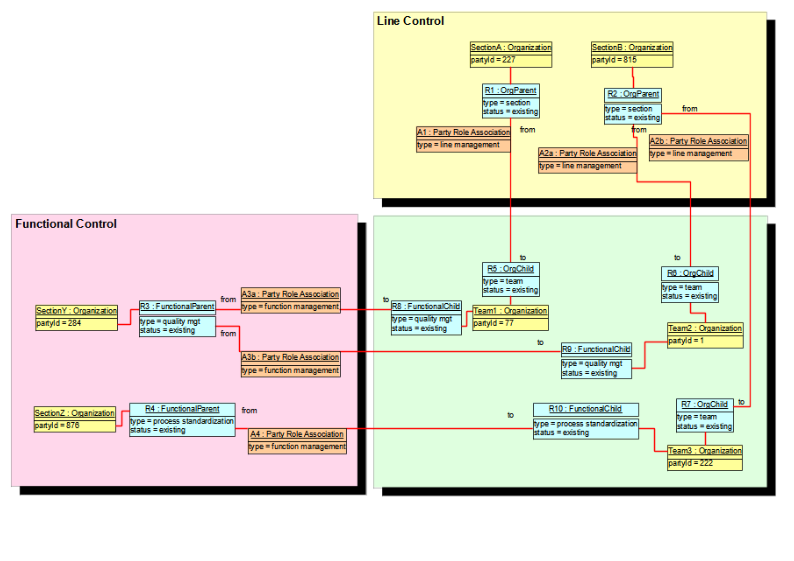 Line Control
SectionA : Organization
partyId = 227
SectionB : Organization
partyId = 815
R1 : OrgParent
type = section
status = existing
R2 : OrgParent
type = section
status = existing
from
A1 : Party Role Association
type = line management
from
from
A2a : Party Role Association
type = line management
A2b : Party Role Association
type = line management
Functional Control
to
R5 : OrgChild
type = team
status = existing
to
R6 : OrgChild
type = team
status = existing
SectionY : Organization
partyId = 284
R3 : FunctionalParent
type = quality mgt
status = existing
from
A3a : Party Role Association
type = function management
to
R8 : FunctionalChild
type = quality mgt
status = existing
Team1 : Organization
partyId = 77
Team2 : Organization
partyId = 1
from
A3b : Party Role Association
type = function management
to
R9 : FunctionalChild
type = quality mgt
status = existing
SectionZ : Organization
partyId = 876
R4 : FunctionalParent
type = process standardization
status = existing
from
A4 : Party Role Association
type = function management
to
R10 : FunctionalChild
type = process standardization
status = existing
R7 : OrgChild
type = team
status = existing
to
Team3 : Organization
partyId = 222